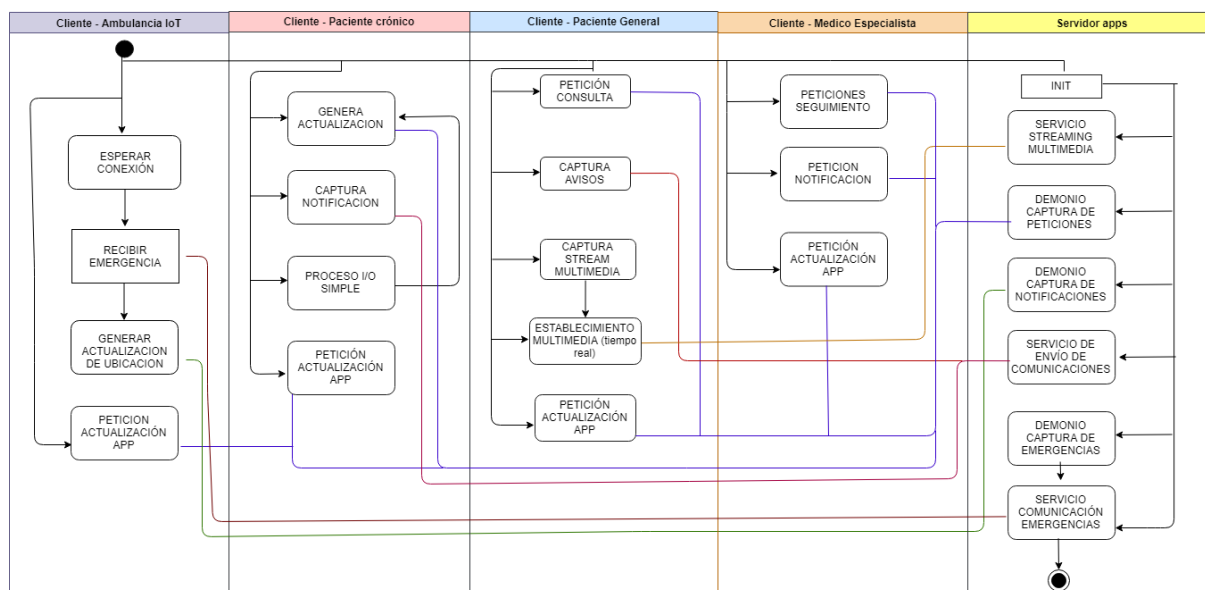 Cliente - Ambulancia IoT
Cliente - Paciente crónico
Cliente - Paciente General
Cliente - Medico Especialista
Servidor apps
ESPERAR
CONEXIÓN
RECIBIR
EMERGENCIA
GENERAR
ACTUALIZACION
DE UBICACION
PETICION
ACTUALIZACIÓN
APP
GENERA
ACTUALIZACION
CAPTURA
NOTIFICACION
PROCESO I/O
SIMPLE
PETICIÓN
ACTUALIZACIÓN
APP
PETICIÓN
CONSULTA
CAPTURA
AVISOS
CAPTURA
STREAM
MULTIMEDIA
ESTABLECIMIENTO
MULTIMEDIA (tiempo
real)
PETICIÓN
ACTUALIZACIÓN
APP
PETICIONES
SEGUIMIENTO
PETICION
NOTIFICACION
PETICIÓN
ACTUALIZACIÓN
APP
INIT
SERVICIO
STREAMING
MULTIMEDIA
DEMONIO
CAPTURA DE
PETICIONES
DEMONIO
CAPTURA DE
NOTIFICACIONES
SERVICIO DE
ENVÍO DE
COMUNICACIONES
DEMONIO
CAPTURA DE
EMERGENCIAS
SERVICIO
COMUNICACIÓN
EMERGENCIAS